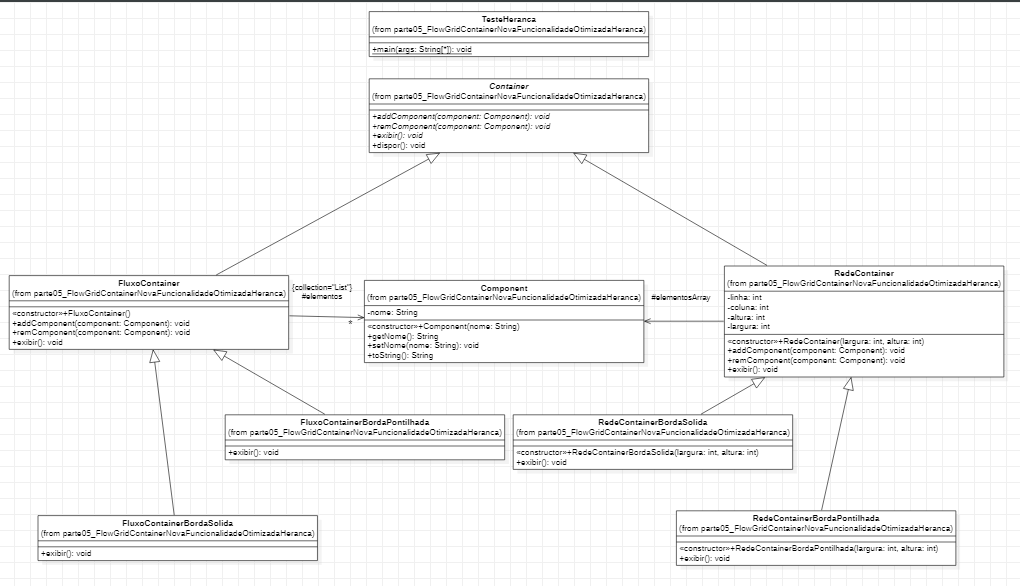 TesteHeranca
(from parte05_FlowGridContainerNovaFuncionalidadeOtimizadaHeranca)
+main(args: String[*]): void
Container
(from parte05_FlowGridContainerNovaFuncionalidadeOtimizadaHeranca)
+addComponent(component: Component): void
+remComponent(component: Component): void
+exibir(): void
+dispor(): void
FluxoContainer
(from parte05_FlowGridContainerNovaFuncionalidadeOtimizadaHeranca)
«constructor»+FluxoContainer()
+addComponent(component: Component): void
+remComponent(component: Component): void
+exibir(): void
{collection="List"}
#elementos
*
Component
(from parte05_FlowGridContainerNovaFuncionalidadeOtimizadaHeranca)
-nome: String
«constructor»+Component(nome: String)
+getNome(): String
+setNome(nome: String): void
+toString(): String
#elementosArray
RedeContainer
(from parte05_FlowGridContainerNovaFuncionalidadeOtimizadaHeranca)
-linha: int
-coluna: int
-altura: int
-largura: int
«constructor»+RedeContainer(largura: int, altura: int)
+addComponent(component: Component): void
+remComponent(component: Component): void
+exibir(): void
FluxoContainerBordaPontilhada
(from parte05_FlowGridContainerNovaFuncionalidadeOtimizadaHeranca)
+exibir(): void
RedeContainerBordaSolida
(from parte05_FlowGridContainerNovaFuncionalidadeOtimizadaHeranca)
«constructor»+RedeContainerBordaSolida(largura: int, altura: int)
+exibir(): void
FluxoContainerBordaSolida
(from parte05_FlowGridContainerNovaFuncionalidadeOtimizadaHeranca)
+exibir(): void
RedeContainerBordaPontilhada
(from parte05_FlowGridContainerNovaFuncionalidadeOtimizadaHeranca)
«constructor»+RedeContainerBordaPontilhada(largura: int, altura: int)
+exibir(): void